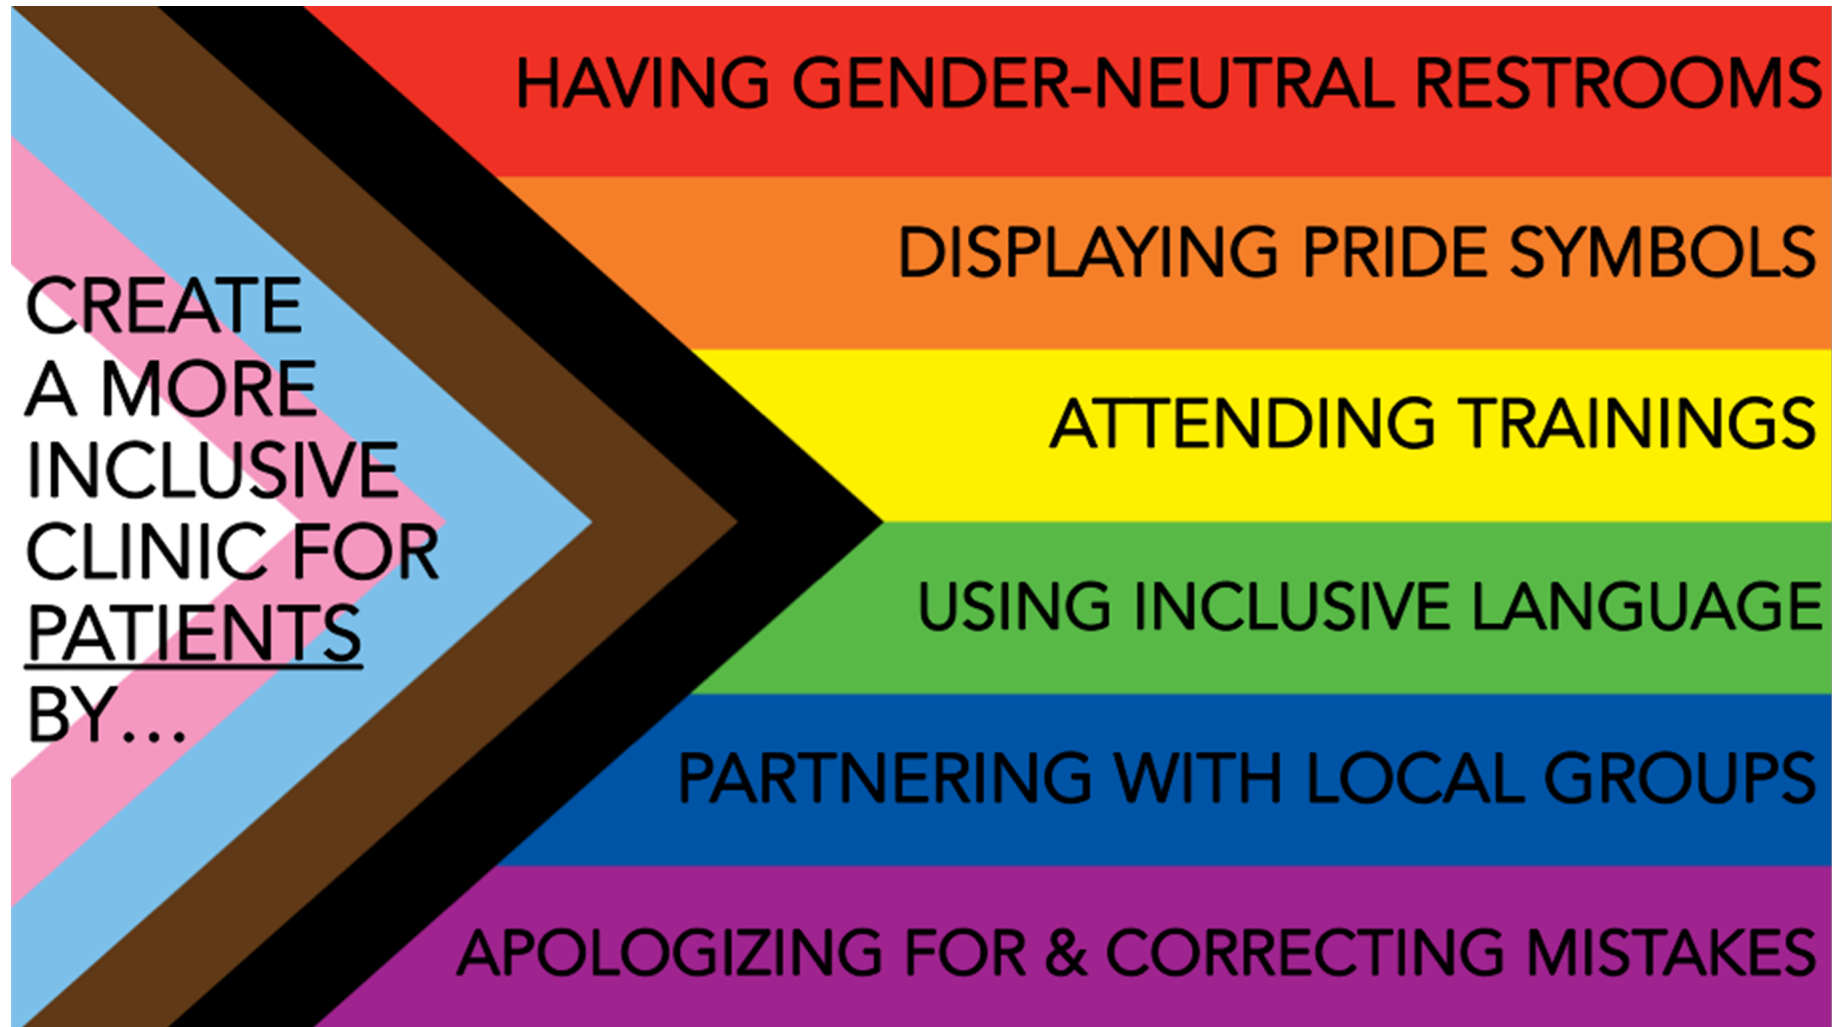 CREATE
A MORE
INCLUSIVE
CLINIC FOR
PATIENTS
BY...
HAVING GENDER-NEUTRAL RESTROOMS
DISPLAYING PRIDE SYMBOLS
ATTENDING TRAININGS
USING INCLUSIVE LANGUAGE
PARTNERING WITH LOCAL GROUPS
APOLOGIZING FOR & CORRECTING MISTAKES